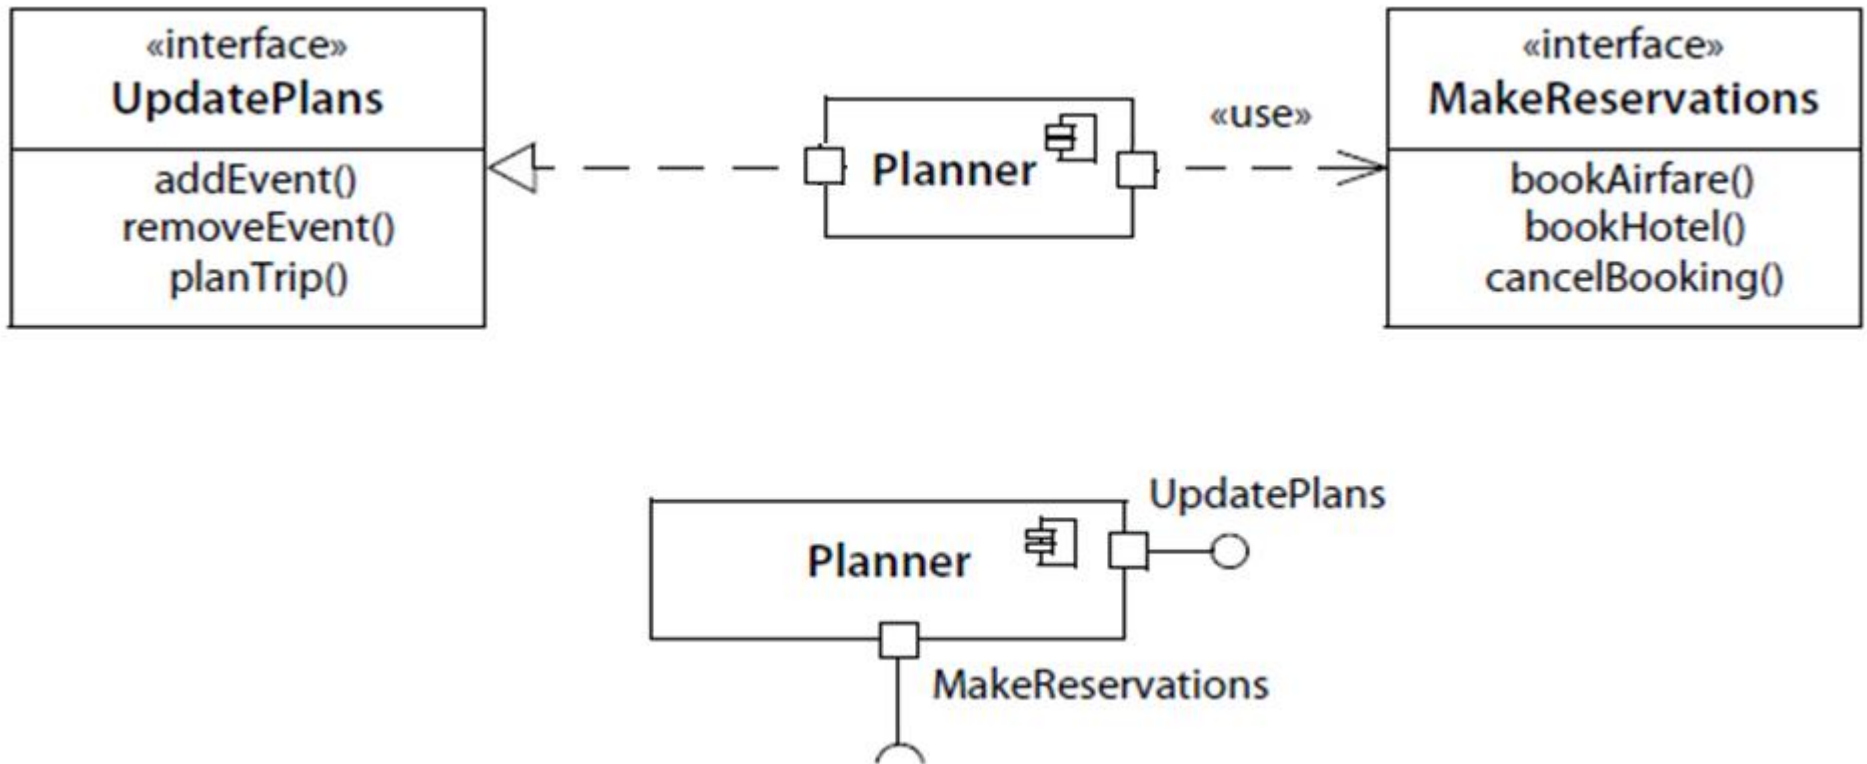 «interface»
UpdatePlans
addEvent()
removeEvent()
planTrip()
Planner
«use»
«interface»
MakeReservations
bookAirfare()
bookHotel()
cancelBooking()
UpdatePlans
Planner
MakeReservations